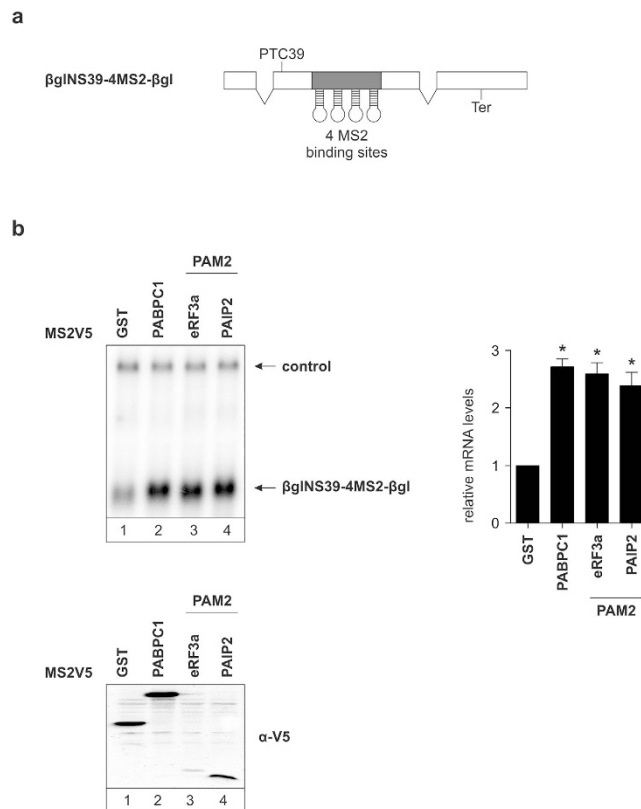 a
βglNS39-4MS2-βgl
PTC39
Ter
4 MS2
binding sites
b
PAM2
MS2V5
GST
PABPC1
eRF3a
PAIP2
control
βglNS39-4MS2-βgl
1 2 3 4
relative mRNA levels
3
2
1
0
* * *
GST
PABPC1
eRF3a
PAIP2
PAM2
PAM2
MS2V5
GST
PABPC1
eRF3a
PAIP2
α-V5
1 2 3 4